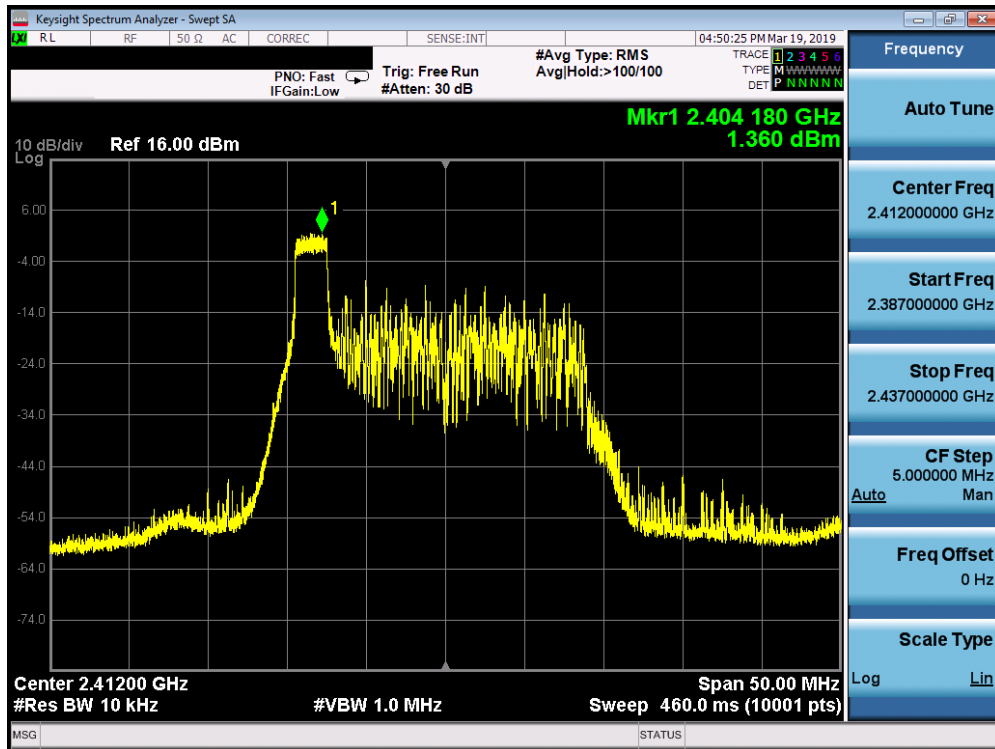 Keysight Spectrum Analyzer - Swept SA
LXI RL RF 50 Ω AC CORREC SENSE:INT 04:50:25 PM Mar 19, 2019
PNO: Fast
IFGain:Low
Trig: Free Run
#Atten: 30 dB
#Avg Type: RMS
Avg|Hold:>100/100
TRACE 1 2 3 4 5 6
TYPE M WWWWW
DET P N N N N N
Mkr1 2.404 180 GHz
1.360 dBm
10 dB/div Ref 16.00 dBm
Log
1
6.00
-4.00
-14.0
-24.0
-34.0
-44.0
-54.0
-64.0
-74.0
Center 2.41200 GHz Span 50.00 MHz
#Res BW 10 kHz #VBW 1.0 MHz Sweep 460.0 ms (10001 pts)
MSG STATUS
Frequency
Auto Tune
Center Freq
2.412000000 GHz
Start Freq
2.387000000 GHz
Stop Freq
2.437000000 GHz
CF Step
5.000000 MHz
Auto Man
Freq Offset
0 Hz
Scale Type
Log Lin